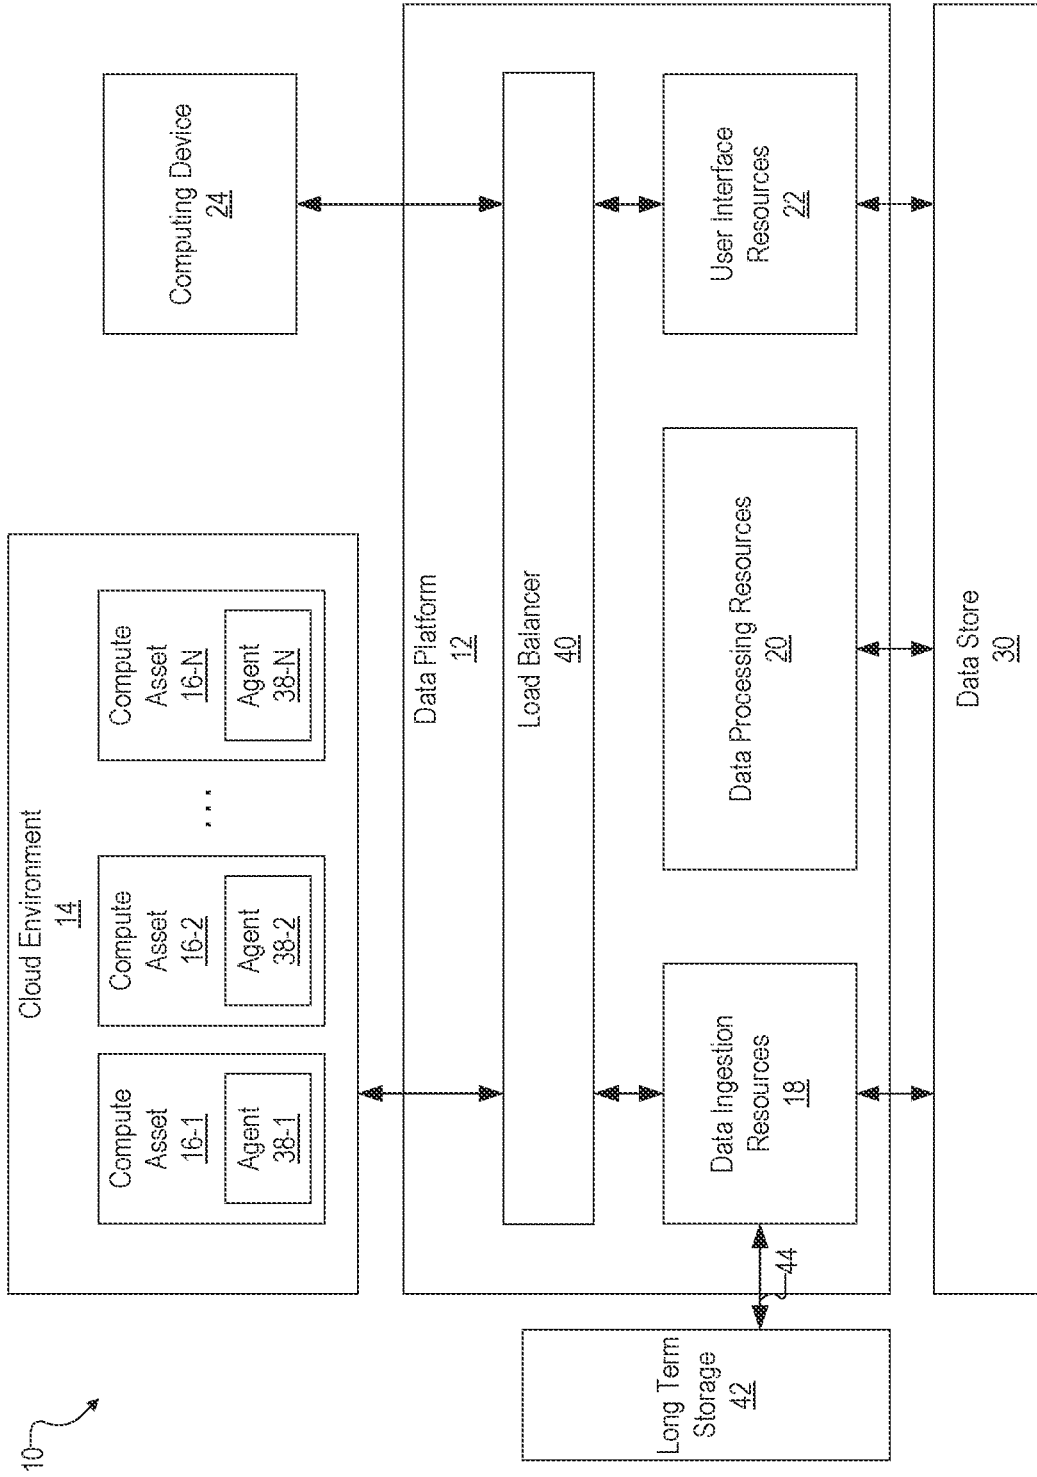 10
Cloud Environment
14
Compute
Asset
16-1
Agent
38-1
Compute
Asset
16-2
Agent
38-2
...
Compute
Asset
16-N
Agent
38-N
Computing Device
24
Data Platform
12
Load Balancer
40
Long Term
Storage
42
44
Data Ingestion
Resources
18
Data Processing Resources
20
User Interface
Resources
22
Data Store
30